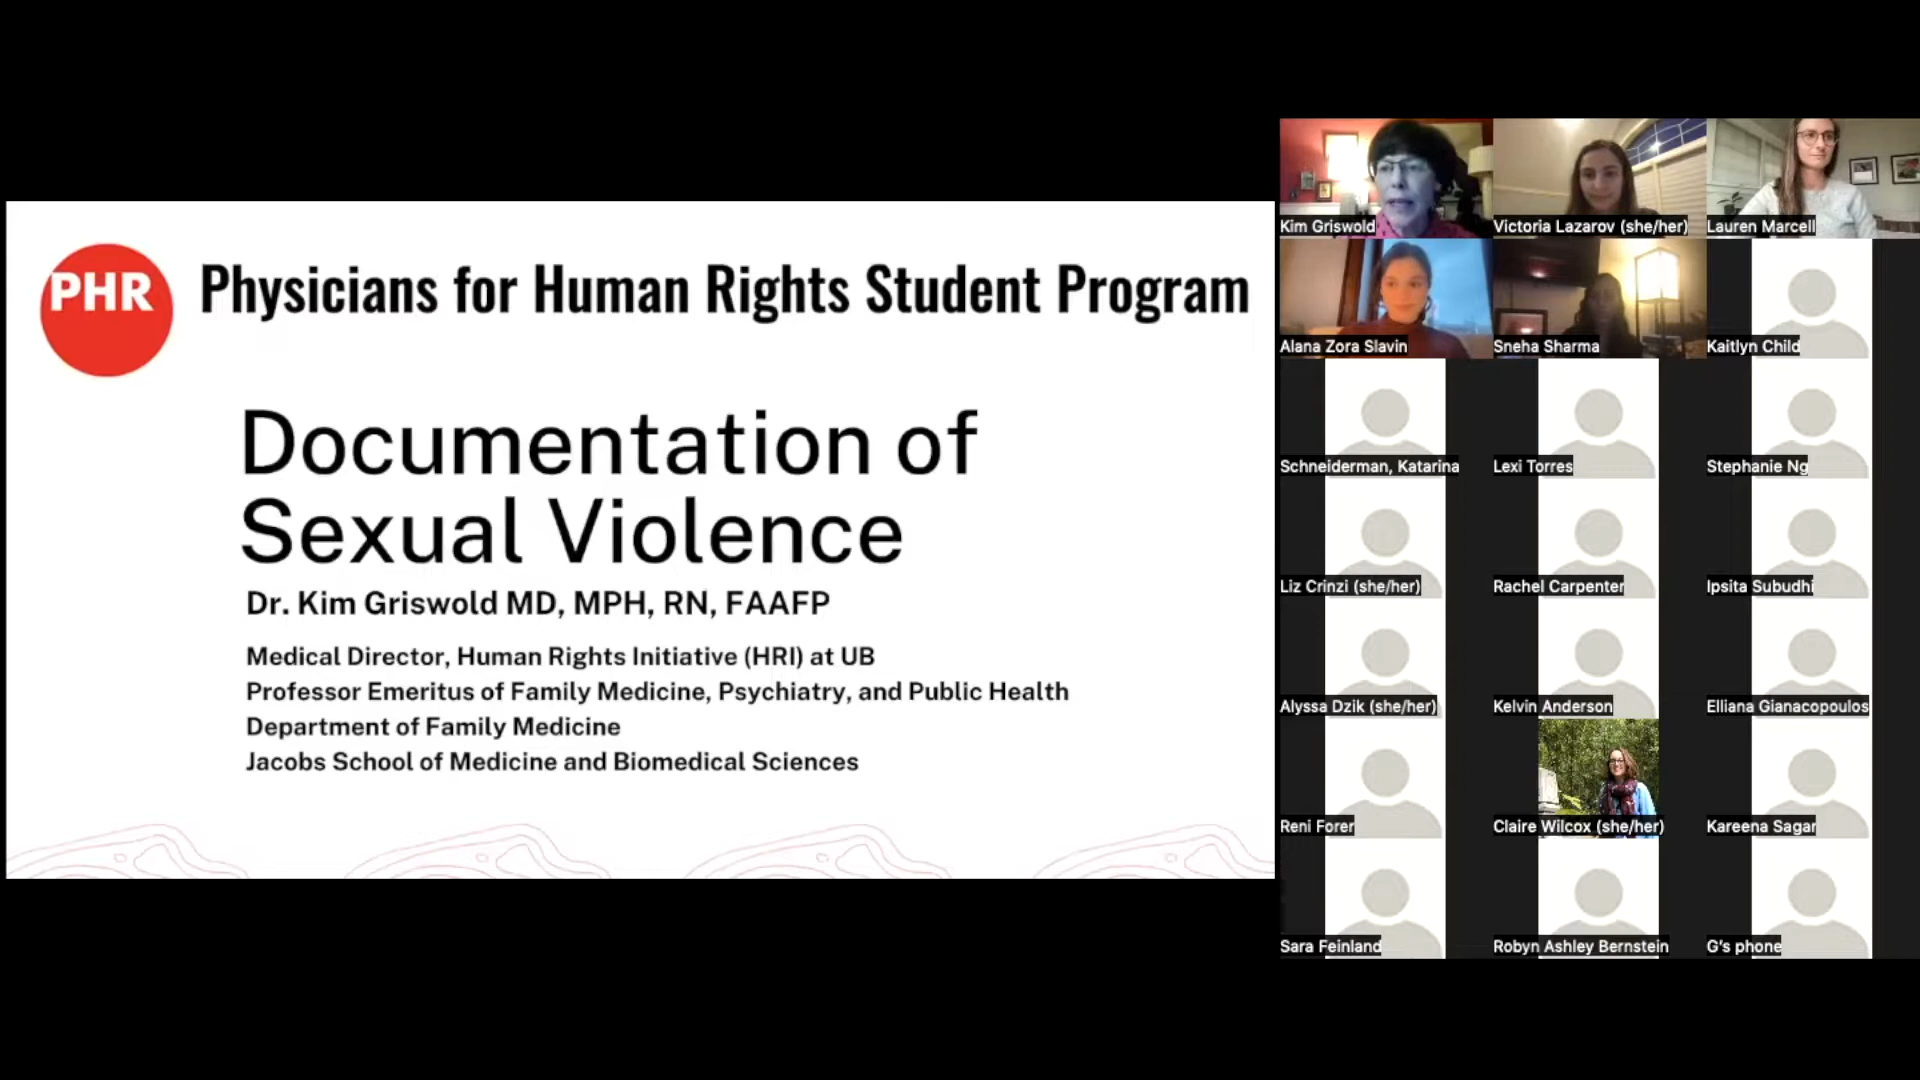 PHR
Physicians for Human Rights Student Program
Documentation of
Sexual Violence
Dr. Kim Griswold MD, MPH, RN, FAAFP
Medical Director, Human Rights Initiative (HRI) at UB
Professor Emeritus of Family Medicine, Psychiatry, and Public Health
Department of Family Medicine
Jacobs School of Medicine and Biomedical Sciences
Kim Griswold
Victoria Lazarov (she/her)
Lauren Marcell
Alana Zora Slavin
Sneha Sharma
Kaitlyn Child
Schneiderman, Katarina
Lexi Torres
Stephanie Ng
Liz Crinzi (she/her)
Rachel Carpenter
Ipsita Subudhi
Alyssa Dzik (she/her)
Kelvin Anderson
Elliana Gianacopoulos
Reni Forer
Claire Wilcox (she/her)
Kareena Sagar
Sara Feinland
Robyn Ashley Bernstein
G's phone